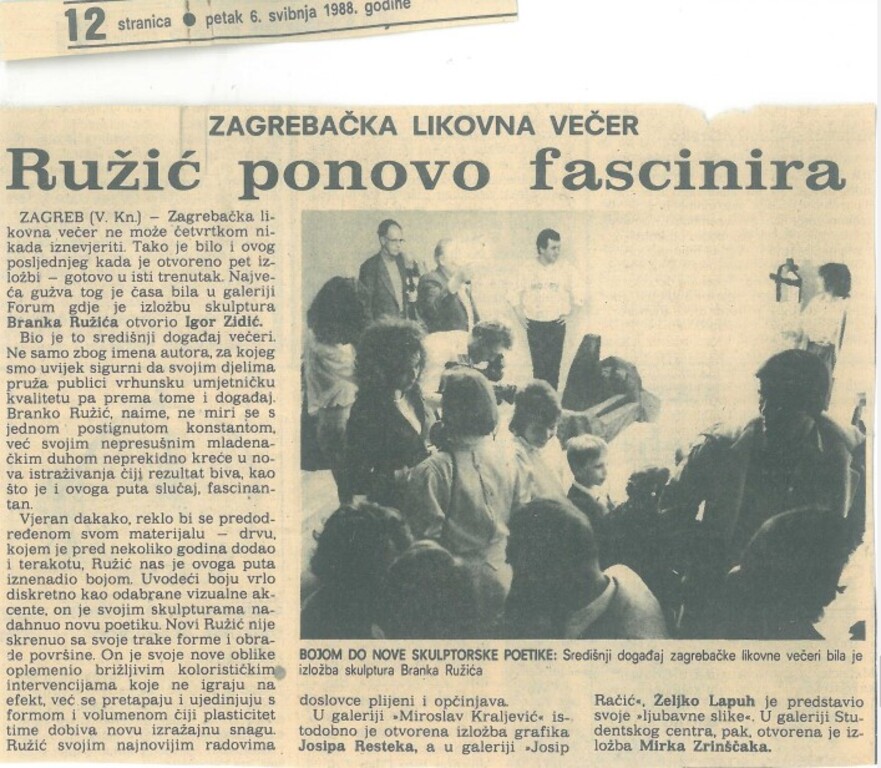 12 stranica ● petak 6. svibnja 1988. godine
ZAGREBAČKA LIKOVNA VEČER
Ružić ponovo fascinira
ZAGREB (V. Kn.) — Zagrebačka li-
kovna večer ne može četvrtkom ni-
kada iznevjeriti. Tako je bilo i ovog
posljednjeg kada je otvoreno pet iz-
ložbi — gotovo u isti trenutak. Najve-
ća gužva tog je časa bila u galeriji
Forum gdje je izložbu skulptura
Branka Ružića otvorio Igor Zidić.
Bio je to središnji događaj večeri.
Ne samo zbog imena autora, za kojeg
smo uvijek sigurni da svojim djelima
pruža publici vrhunsku umjetničku
kvalitetu pa prema tome i događaj.
Branko Ružić, naime, ne miri se s
jednom postignutom konstantom,
već svojim nepresušnim mladena-
čkim duhom neprekidno kreće u no-
va istraživanja čiji rezultat biva, kao
što je i ovoga puta slučaj, fascinan-
tan.
Vjeran dakako, reklo bi se predod-
ređenom svom materijalu — drvu,
kojem je pred nekoliko godina dodao
i terakotu, Ružić nas je ovoga puta
iznenadio bojom. Uvodeći boju vrlo
diskretno kao odabrane vizualne ak-
cente, on je svojim skulpturama na-
dahnuo novu poetiku. Novi Ružić nije
skrenuo sa svoje trake forme i obra-
de površine. On je svoje nove oblike
oplemenio brižljivim kolorističkim
intervencijama koje ne igraju na
efekt, već se pretapaju i ujedinjuju s
formom i volumenom čiji plasticitet
time dobiva novu izražajnu snagu.
Ružić svojim najnovijim radovima
BOJOM DO NOVE SKULPTORSKE POETIKE: Središnji događaj zagrebačke likovne večeri bila je
izložba skulptura Branka Ružića
doslovce plijeni i općinjava.
U galeriji »Miroslav Kraljević« is-
todobno je otvorena izložba grafika
Josipa Resteka, a u galeriji »Josip
Račić«, Željko Lapuh je predstavio
svoje »ljubavne slike«. U galeriji Stu-
dentskog centra, pak, otvorena je iz-
ložba Mirka Zrinščaka.